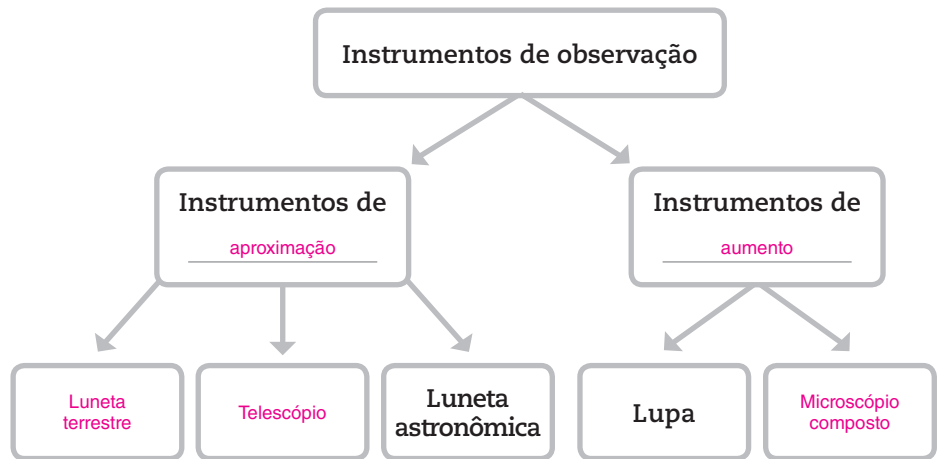 Instrumentos de observação
Instrumentos de
aproximação
Instrumentos de
aumento
Luneta
terrestre
Telescópio
Luneta
astronômica
Lupa
Microscópio
composto